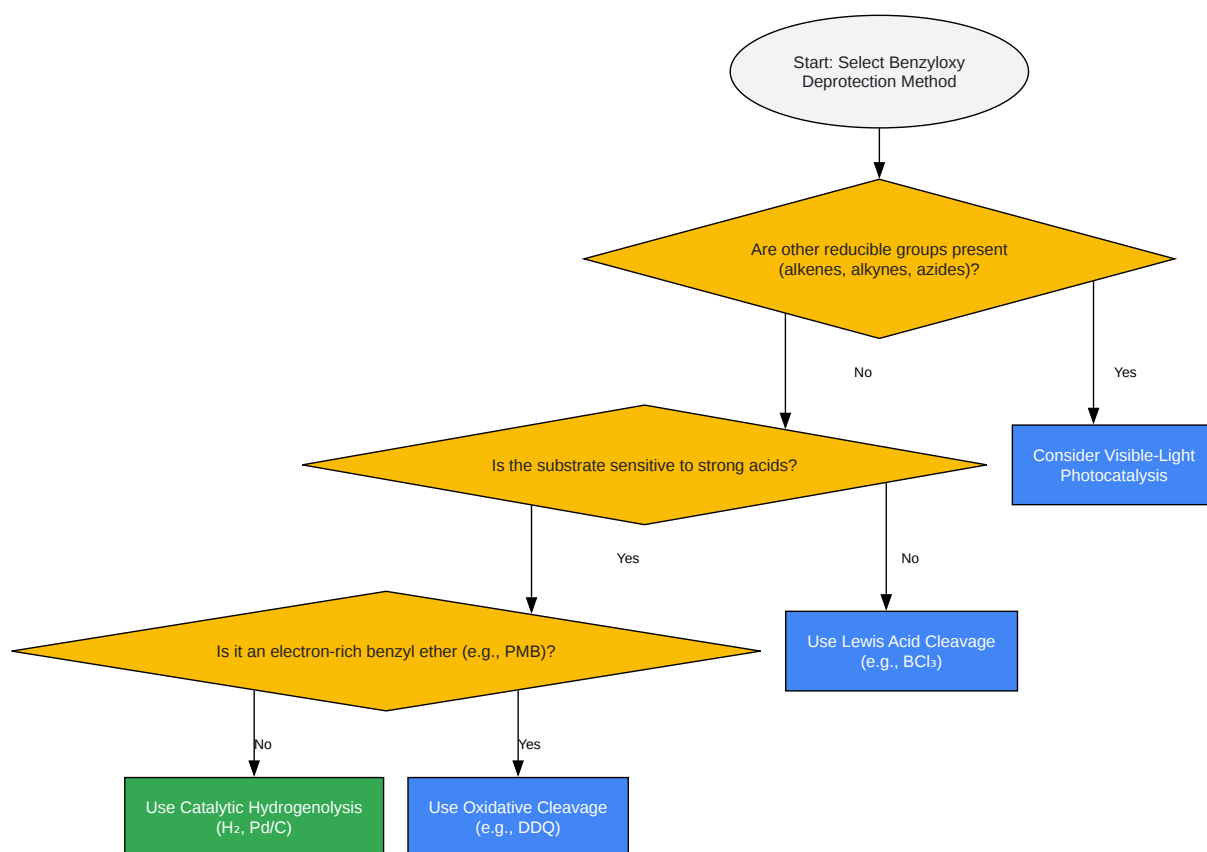 Start: Select Benzyloxy
Deprotection Method
Are other reducible groups present
(alkenes, alkynes, azides)?
No
Yes
Is the substrate sensitive to strong acids?
Consider Visible-Light
Photocatalysis
Yes
No
Is it an electron-rich benzyl ether (e.g., PMB)?
Use Lewis Acid Cleavage
(e.g., BCl₃)
No
Yes
Use Catalytic Hydrogenolysis
(H₂, Pd/C)
Use Oxidative Cleavage
(e.g., DDQ)